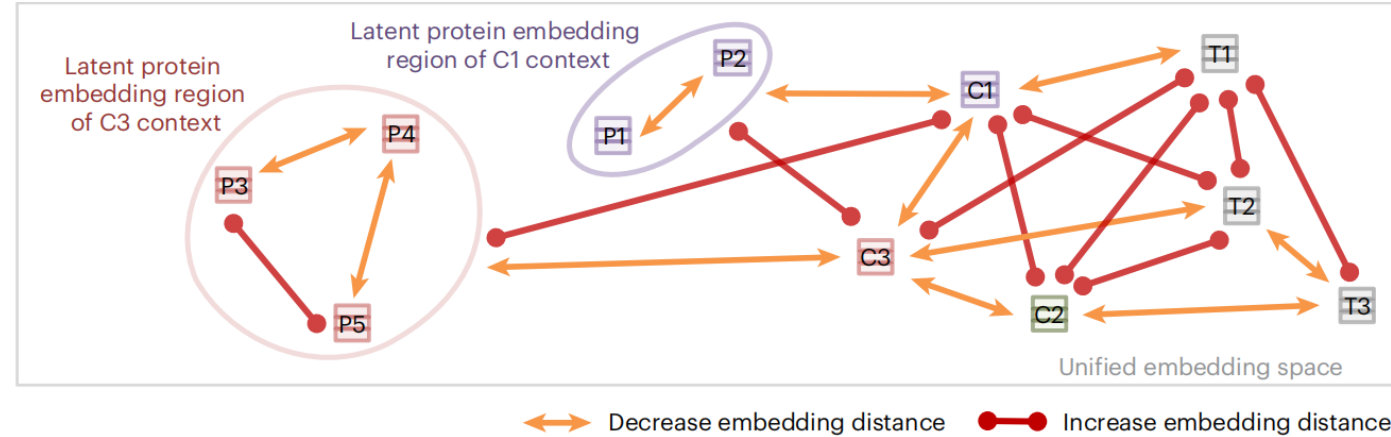 Latent protein embedding
region of C1 context
Latent protein
embedding region
of C3 context
P2
P1
P4
P3
P5
C1
T1
T2
C3
C2
T3
Unified embedding space
Decrease embedding distance
Increase embedding distance